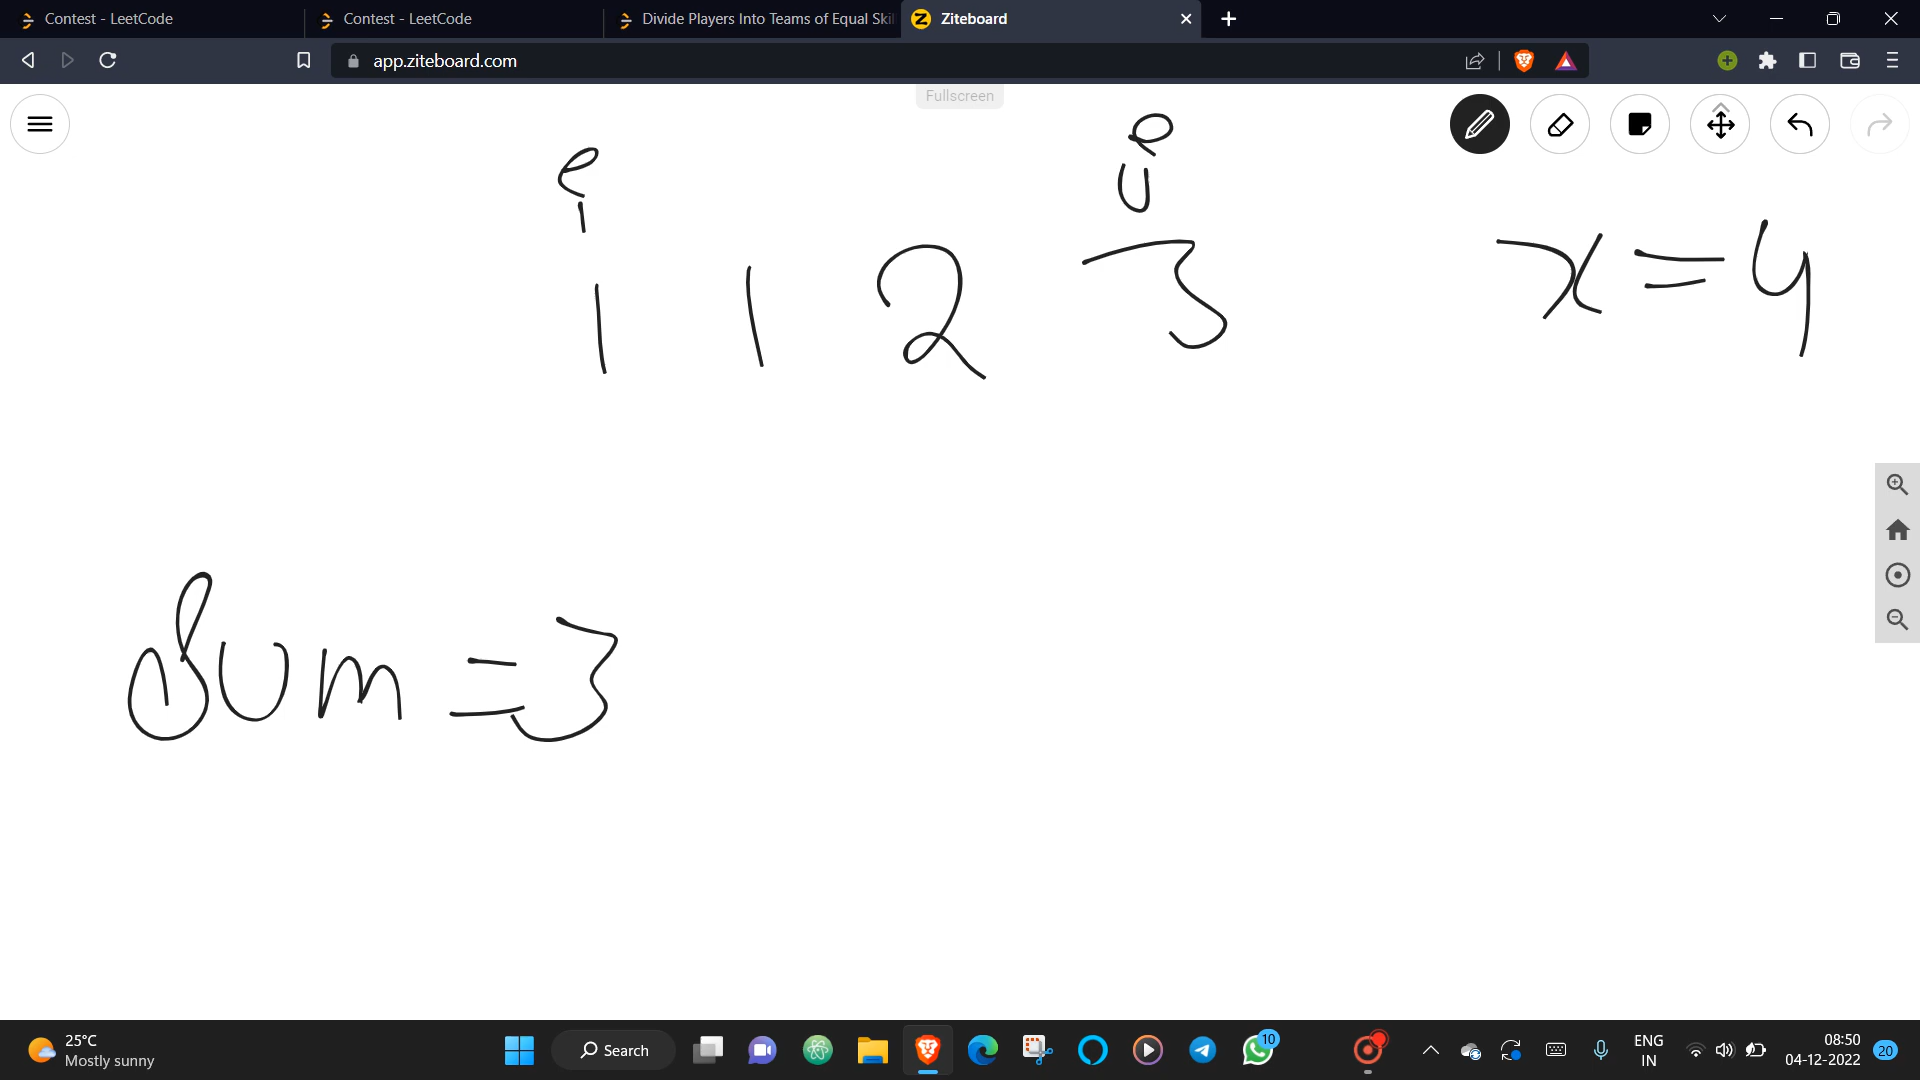 Contest - LeetCode
Contest - LeetCode
Divide Players Into Teams of Equal Skil
Ziteboard
app.ziteboard.com
Fullscreen
1 1 2 3
x=4
Sum=3
25°C
Mostly sunny
Search
10
ENG
IN
08:50
04-12-2022
20